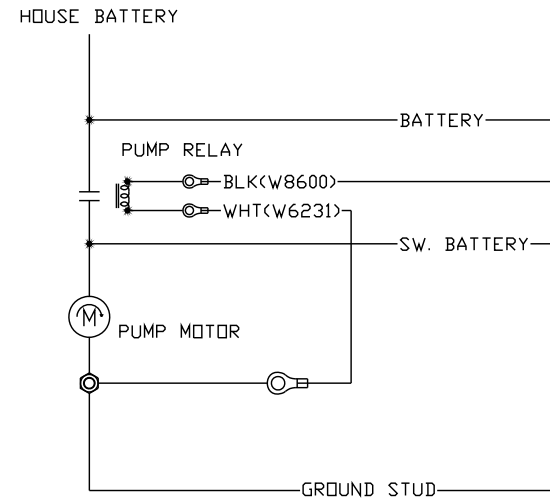 HOUSE BATTERY
BATTERY
PUMP RELAY
BLK(W8600)
WHT(W6231)
SW. BATTERY
M
PUMP MOTOR
GROUND STUD